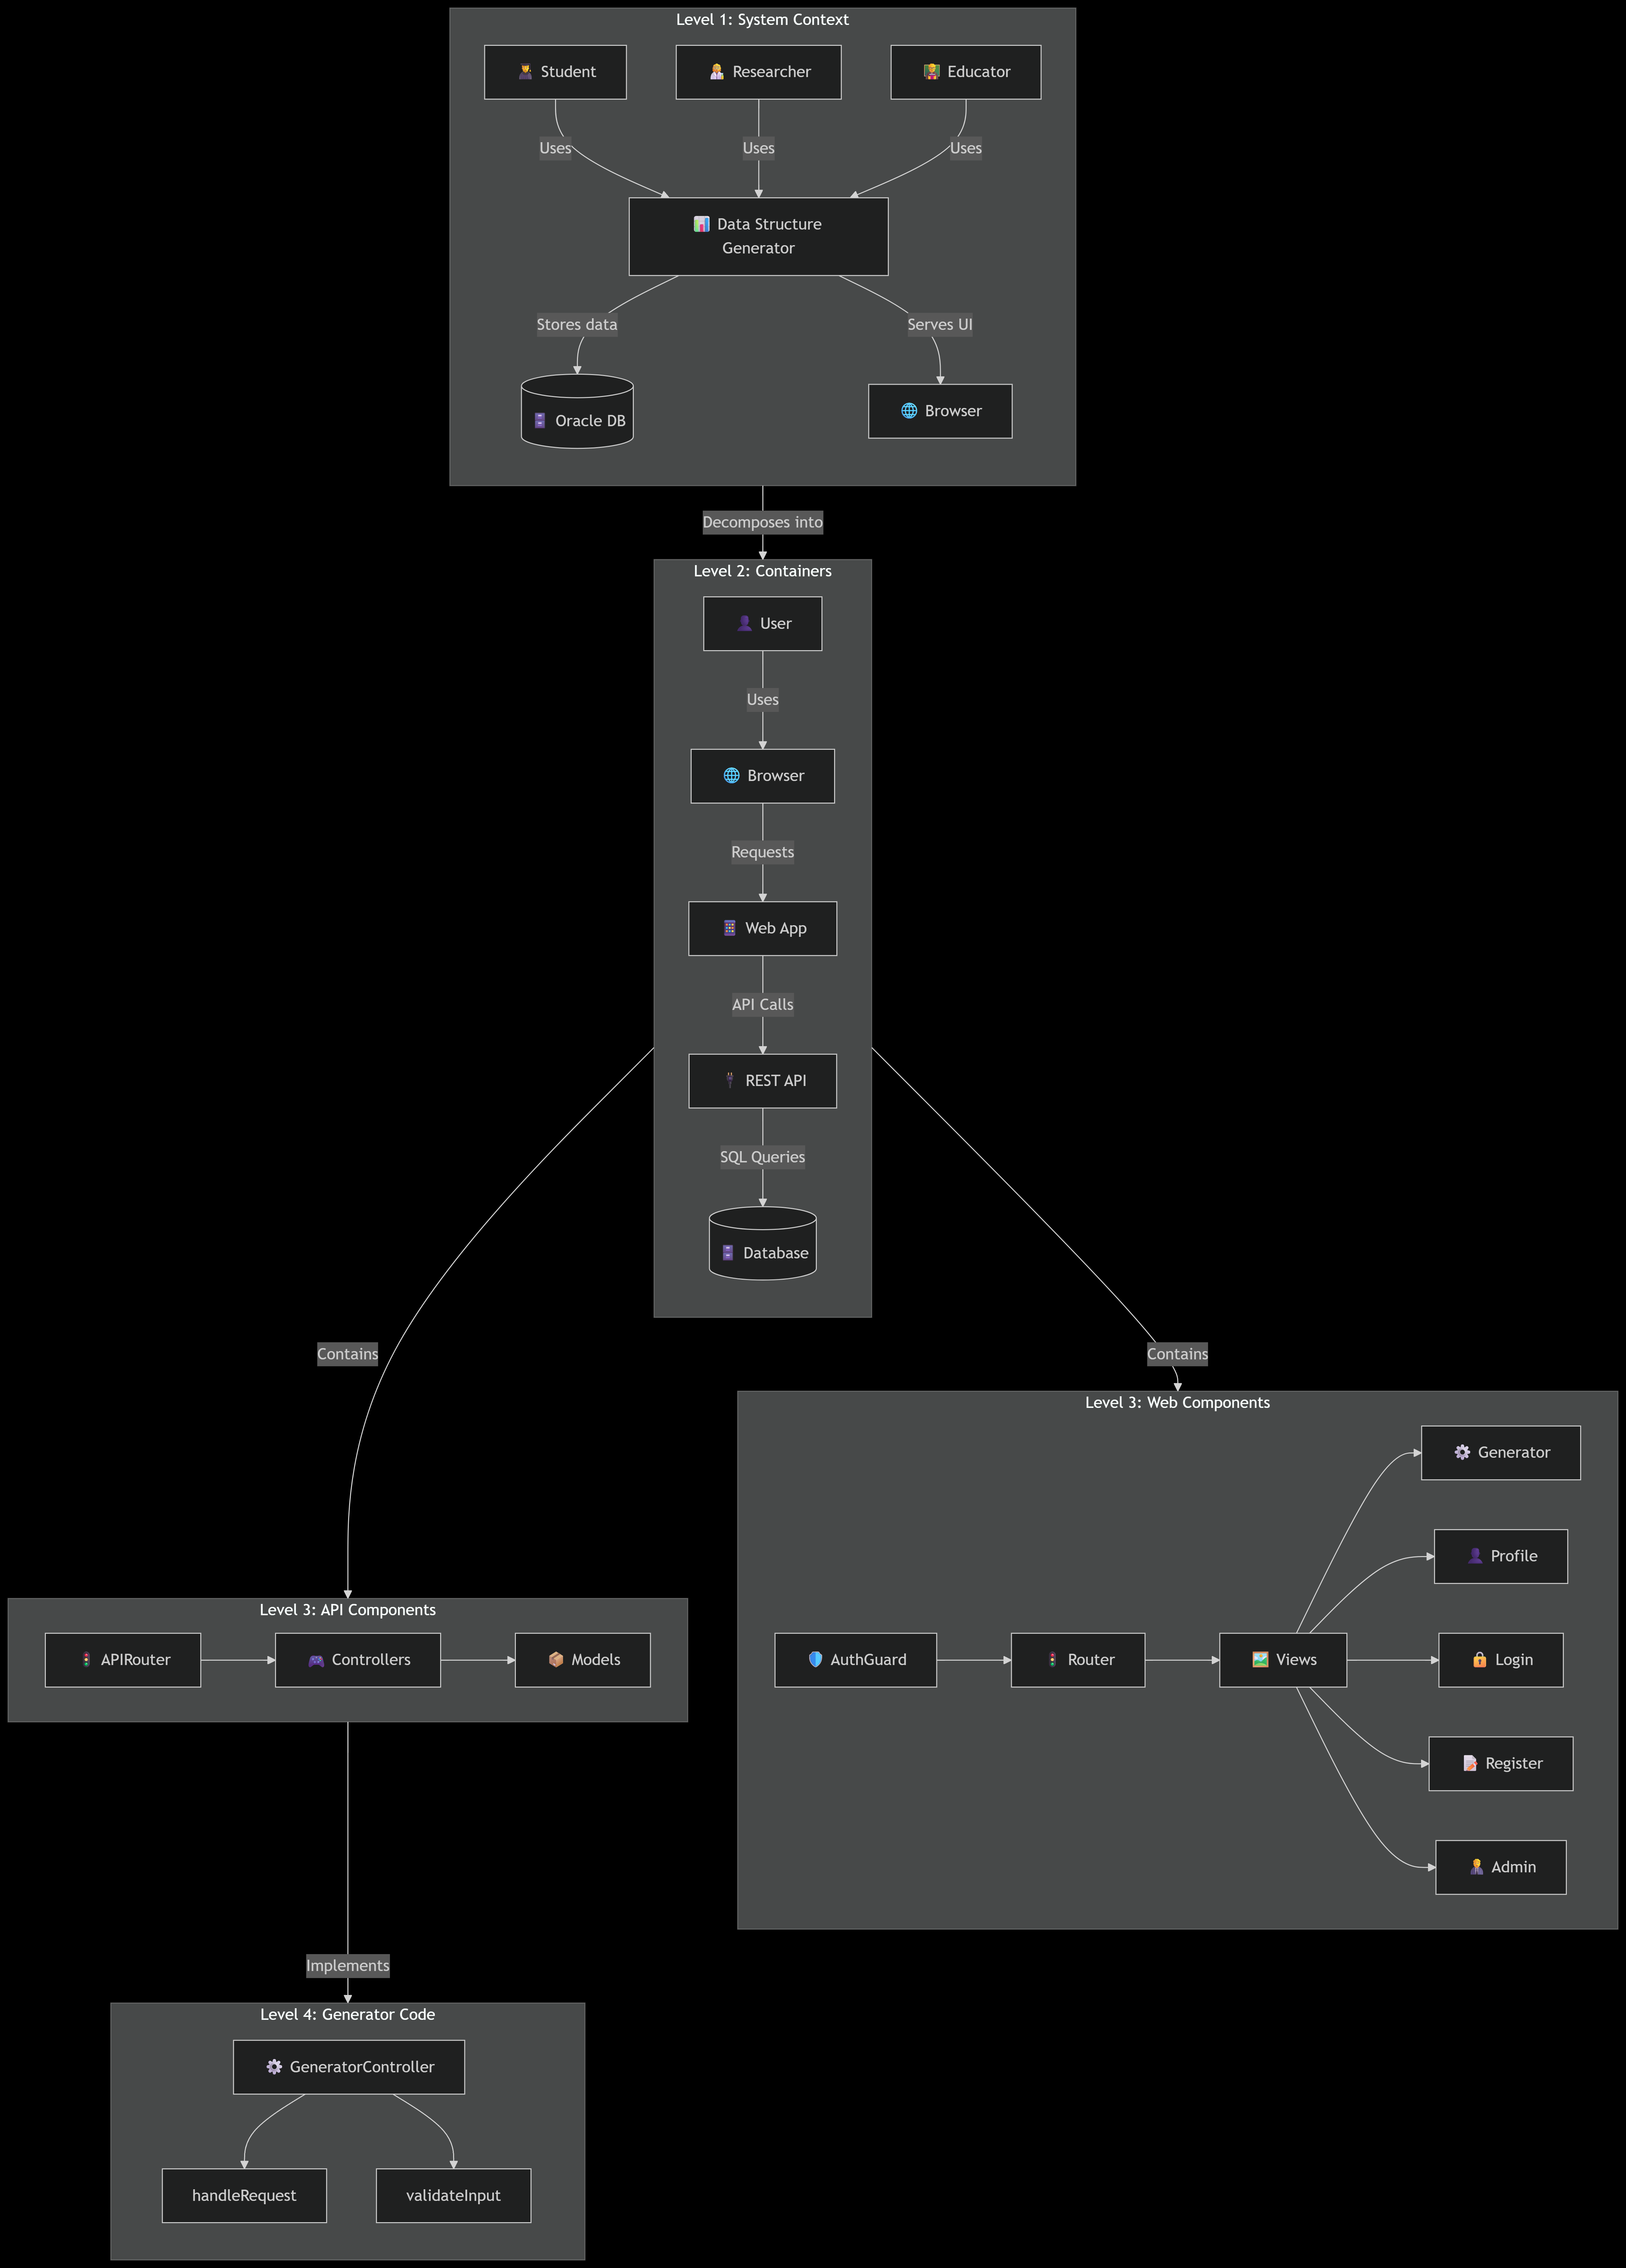 Level 1: System Context
Student
Researcher
Educator
Uses
Uses
Uses
Data Structure
Generator
Stores data
Serves UI
Oracle DB
Browser
Decomposes into
Level 2: Containers
User
Uses
Browser
Requests
Web App
API Calls
REST API
SQL Queries
Database
Contains
Contains
Level 3: Web Components
Generator
Profile
AuthGuard
Router
Views
Login
Register
Admin
Level 3: API Components
APIRouter
Controllers
Models
Implements
Level 4: Generator Code
GeneratorController
handleRequest
validateInput